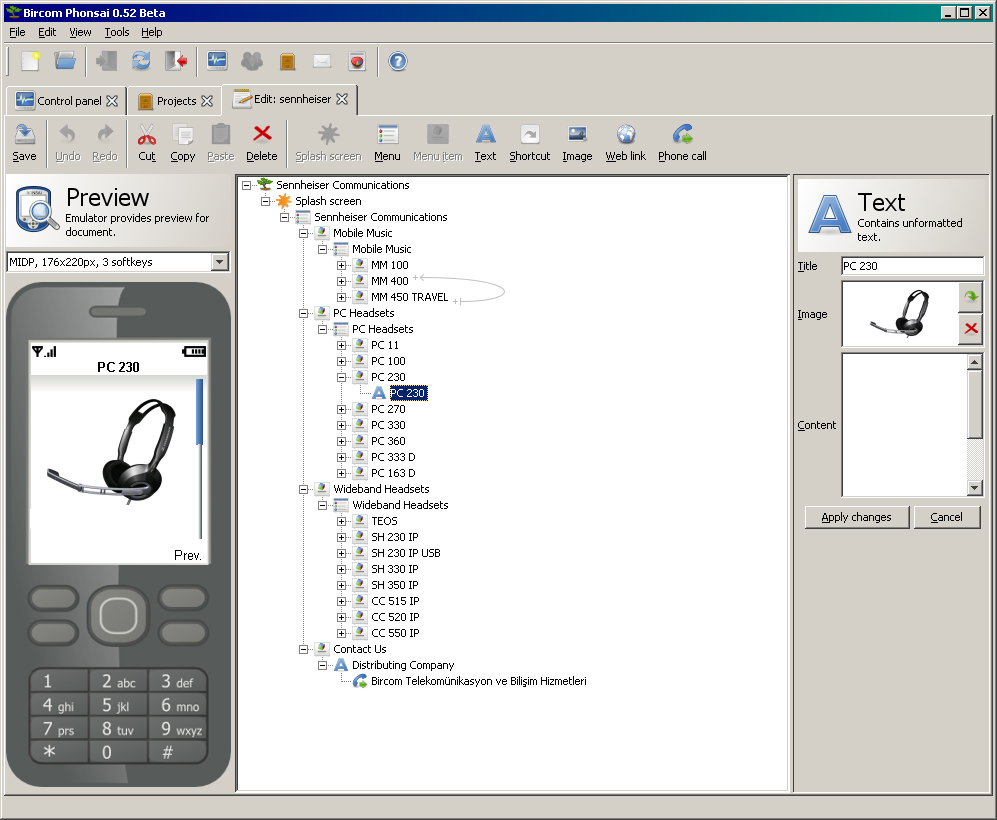 Bircom Phonsai 0.52 Beta
File Edit View Tools Help
Control panel Projects Edit: sennheiser
Save Undo Redo Cut Copy Paste Delete Splash screen Menu Menu item Text Shortcut Image Web link Phone call
Preview
Emulator provides preview for
document.
MIDP, 176x220px, 3 softkeys
PC 230
Prev.
1 2 abc 3 def
4 ghi 5 jkl 6 mno
7 prs 8 tuv 9 wxyz
* 0 #
Sennheiser Communications
Splash screen
Sennheiser Communications
Mobile Music
Mobile Music
MM 100
MM 400
MM 450 TRAVEL
PC Headsets
PC Headsets
PC 11
PC 100
PC 230
PC 230
PC 270
PC 330
PC 360
PC 333 D
PC 163 D
Wideband Headsets
Wideband Headsets
TEOS
SH 230 IP
SH 230 IP USB
SH 330 IP
SH 350 IP
CC 515 IP
CC 520 IP
CC 550 IP
Contact Us
Distributing Company
Bircom Telekomünikasyon ve Bilişim Hizmetleri
Text
Contains unformatted
text.
Title PC 230
Image
Content
Apply changes Cancel